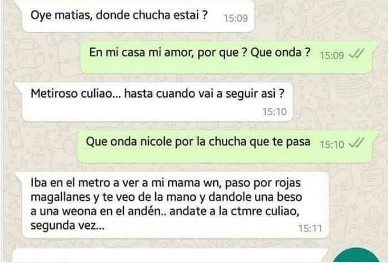 Oye matias, donde chucha estai ? 15:09
En mi casa mi amor, por que ? Que onda ? 15:09
Metiroso culiao... hasta cuando vai a seguir asi ?
15:10
Que onda nicole por la chucha que te pasa 15:10
Iba en el metro a ver a mi mama wn, paso por rojas
magallanes y te veo de la mano y dandole una beso
a una weona en el andén.. andate a la ctmre culiao,
segunda vez...
15:11